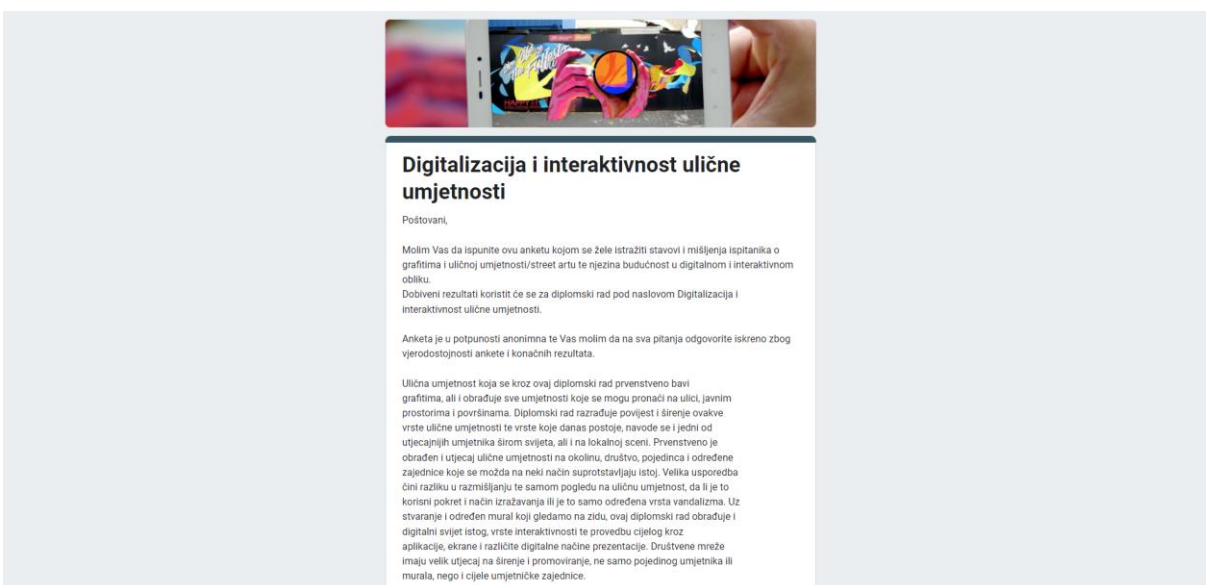 Digitalizacija i interaktivnost ulične
umjetnosti
Poštovani,
Molim Vas da ispunite ovu anketu kojom se žele istražiti stavovi i mišljenja ispitanika o
grafitima i uličnoj umjetnosti/street artu te njezina budućnost u digitalnom i interaktivnom
obliku.
Dobiveni rezultati koristit će se za diplomski rad pod naslovom Digitalizacija i
interaktivnost ulične umjetnosti.
Anketa je u potpunosti anonimna te Vas molim da na sva pitanja odgovorite iskreno zbog
vjerodostojnosti ankete i konačnih rezultata.
Ulična umjetnost koja se kroz ovaj diplomski rad prvenstveno bavi
grafitima, ali i obrađuje sve umjetnosti koje se mogu pronaći na ulici, javnim
prostorima i površinama. Diplomski rad razrađuje povijest i širenje ovakve
vrste ulične umjetnosti te vrste koje danas postoje, navode se i jedni od
utjecajnijih umjetnika širom svijeta, ali i na lokalnoj sceni. Prvenstveno je
obrađen i utjecaj ulične umjetnosti na okolinu, društvo, pojedinca i određene
zajednice koje se možda na neki način suprotstavljaju istoj. Velika usporedba
čini razliku u razmišljanju te samom pogledu na uličnu umjetnost, da li je to
korisni pokret i način izražavanja ili je to samo određena vrsta vandalizma. Uz
stvaranje i određen mural koji gledamo na zidu, ovaj diplomski rad obrađuje i
digitalni svijet istog, vrste interaktivnosti te provedbu cijelog kroz
aplikacije, ekrane i različite digitalne načine prezentacije. Društvene mreže
imaju velik utjecaj na širenje i promoviranje, ne samo pojedinog umjetnika ili
murala, nego i cijele umjetničke zajednice.